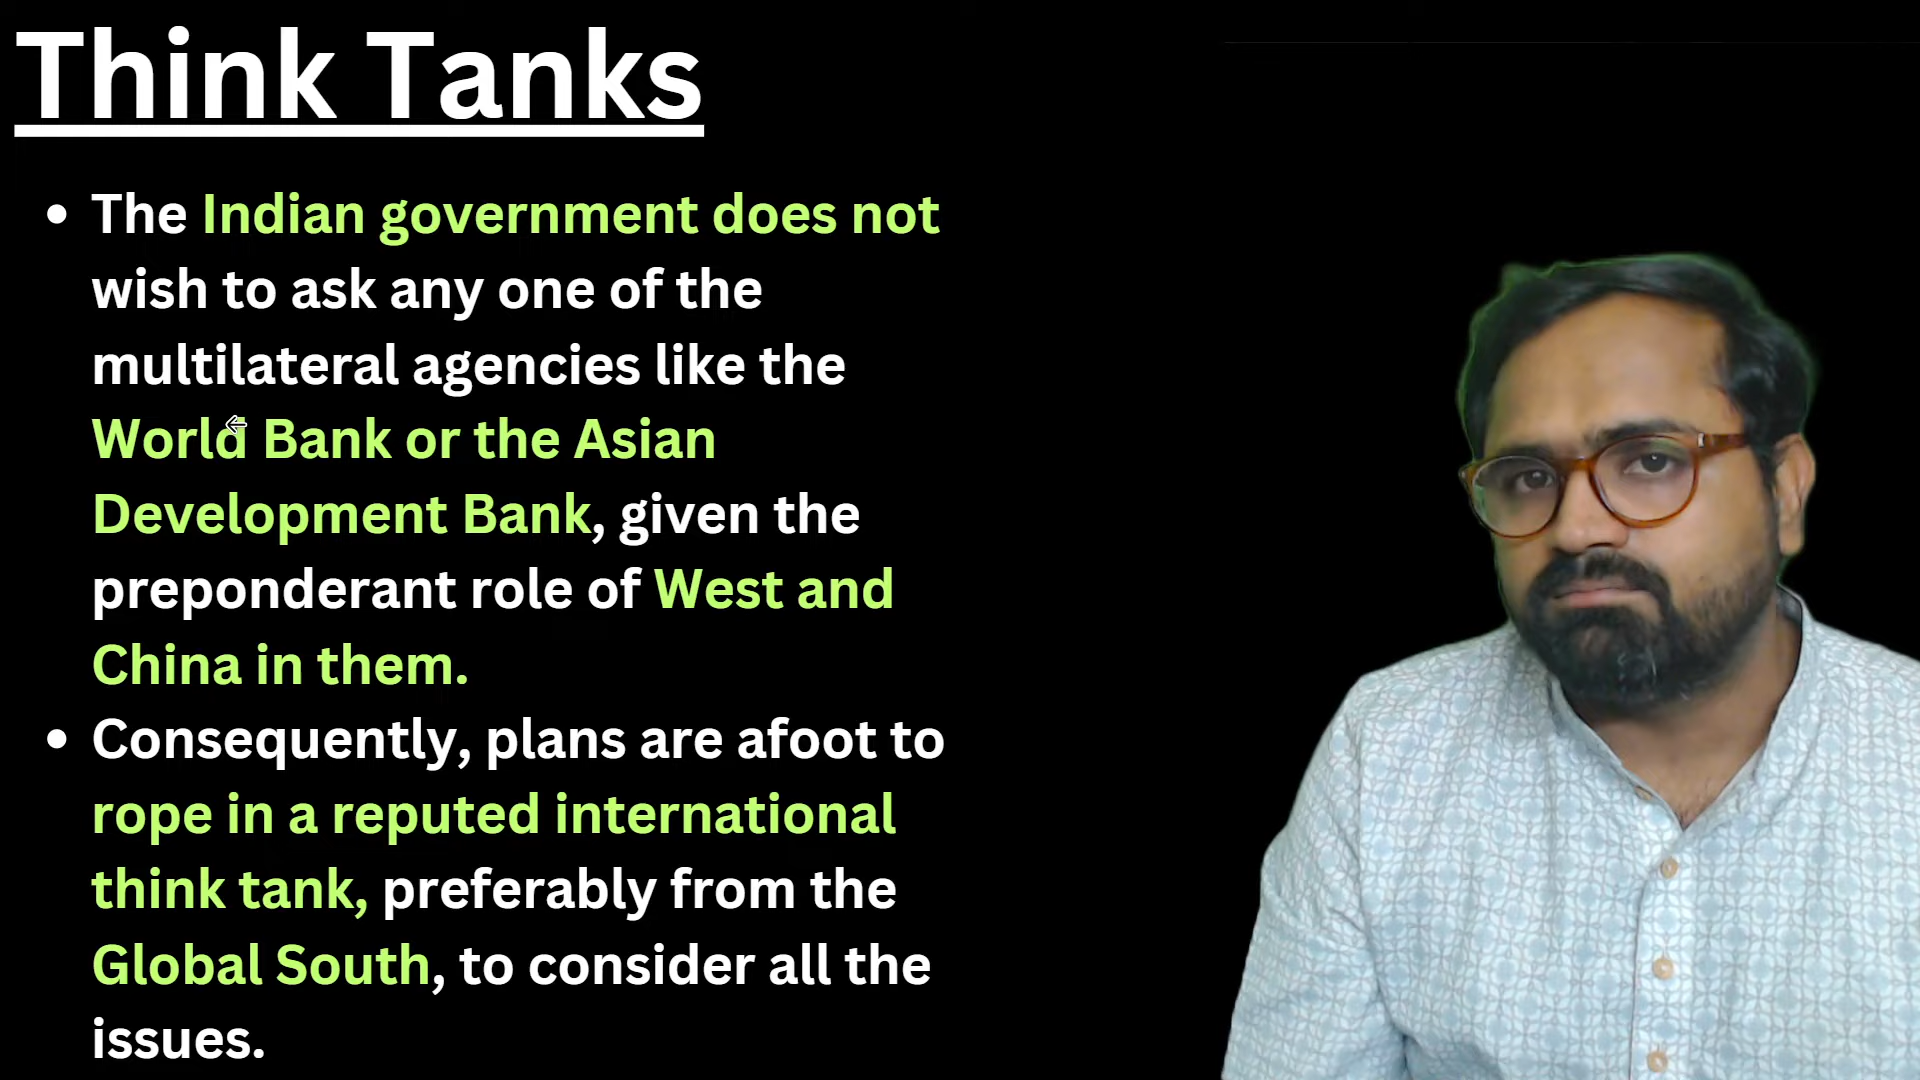 Think Tanks
• The Indian government does not
wish to ask any one of the
multilateral agencies like the
World Bank or the Asian
Development Bank, given the
preponderant role of West and
China in them.
• Consequently, plans are afoot to
rope in a reputed international
think tank, preferably from the
Global South, to consider all the
issues.